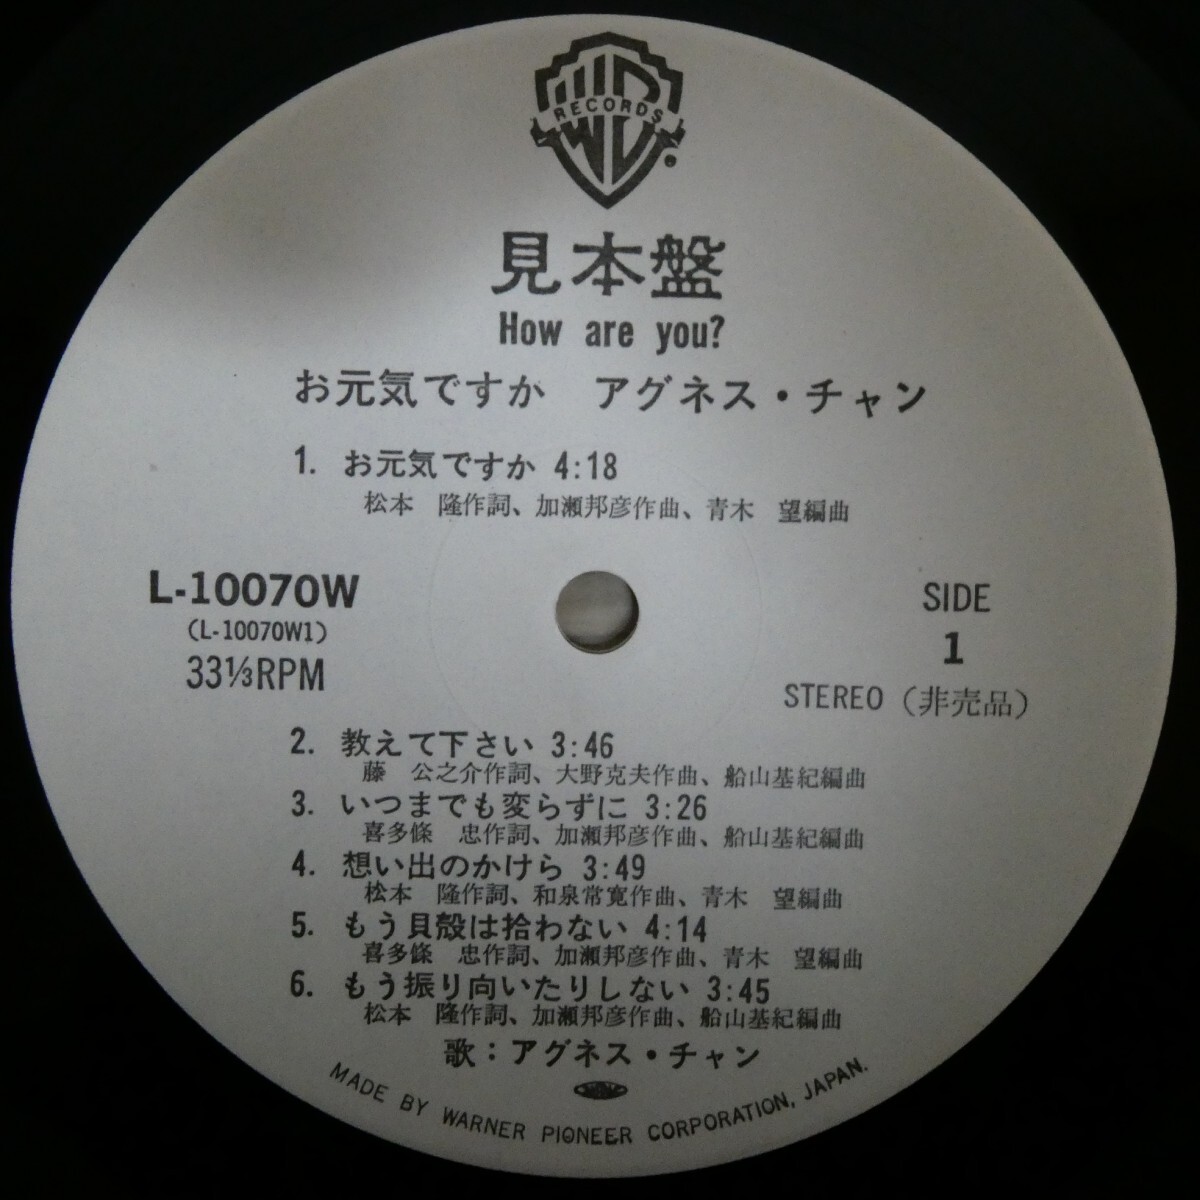 RECORDS
見本盤
How are you?
お元気ですか アグネス・チャン
1. お元気ですか 4:18
松本 隆作詞、加瀬邦彦作曲、青木 望編曲
L-10070W
(L-10070W1)
33⅓RPM
SIDE
1
STEREO (非売品)
2. 教えて下さい 3:46
藤 公之介作詞、大野克夫作曲、船山基紀編曲
3. いつまでも変らずに 3:26
喜多條 忠作詞、加瀬邦彦作曲、船山基紀編曲
4. 想い出のかけら 3:49
松本 隆作詞、和泉常寛作曲、青木 望編曲
5. もう貝殻は拾わない 4:14
喜多條 忠作詞、加瀬邦彦作曲、青木 望編曲
6. もう振り向いたりしない 3:45
松本 隆作詞、加瀬邦彦作曲、船山基紀編曲
歌：アグネス・チャン
MADE BY WARNER PIONEER CORPORATION, JAPAN.